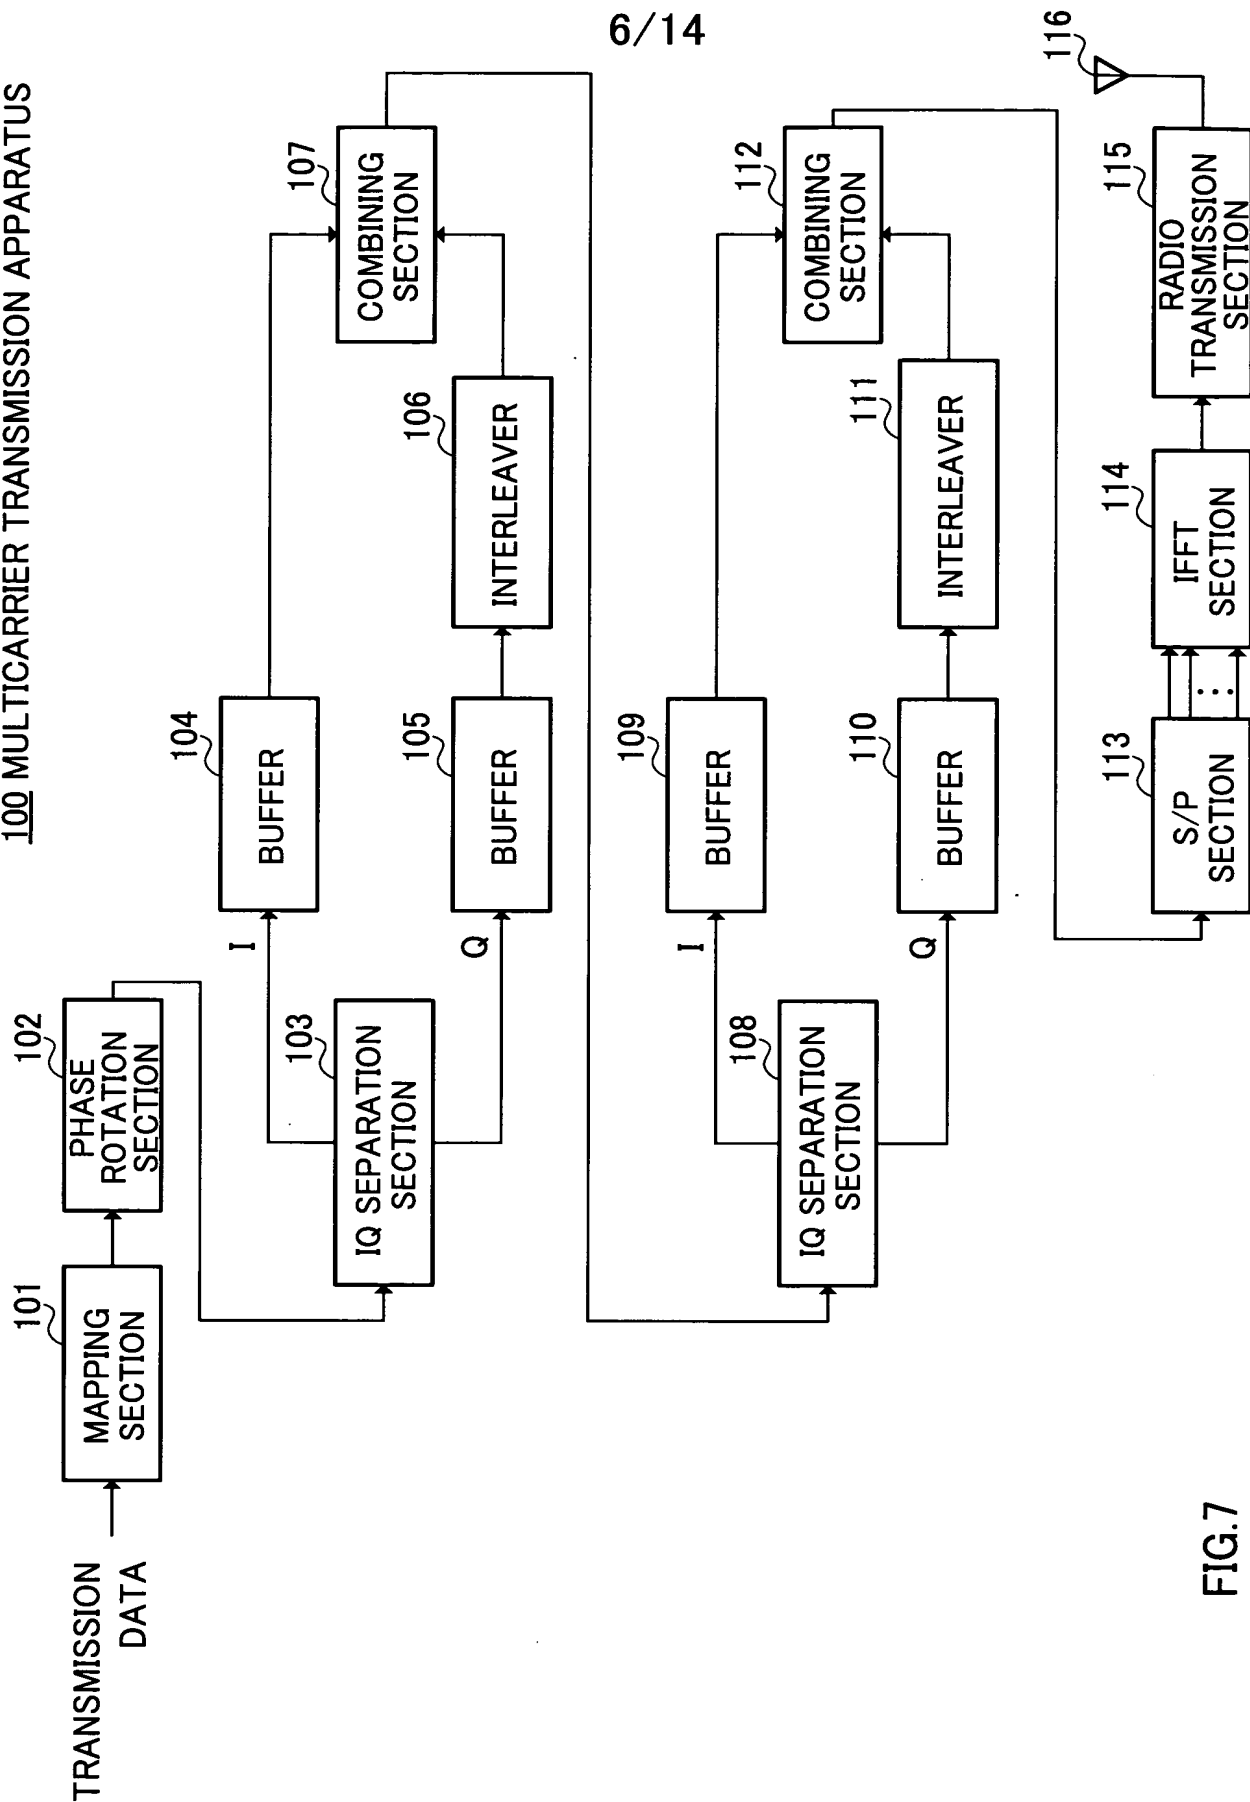 6/14
100 MULTICARRIER TRANSMISSION APPARATUS
TRANSMISSION
DATA
101
MAPPING
SECTION
102
PHASE
ROTATION
SECTION
103
IQ SEPARATION
SECTION
I
Q
104
BUFFER
105
BUFFER
106
INTERLEAVER
107
COMBINING
SECTION
108
IQ SEPARATION
SECTION
I
Q
109
BUFFER
110
BUFFER
111
INTERLEAVER
112
COMBINING
SECTION
113
S/P
SECTION
...
114
IFFT
SECTION
115
RADIO
TRANSMISSION
SECTION
116
FIG.7